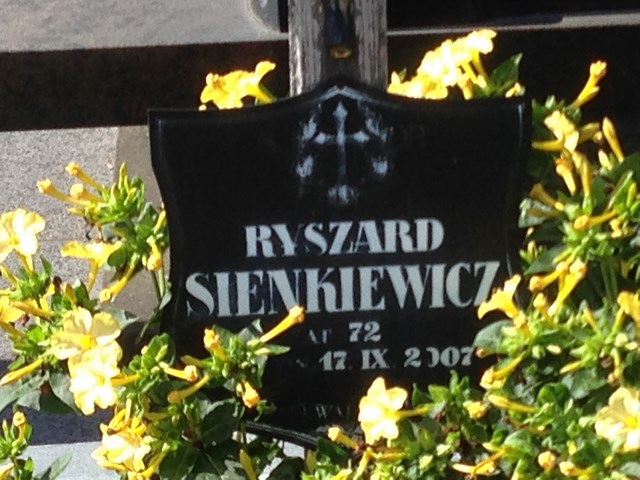 RYSZARD
SIENKIEWICZ
72
17. IX. 2007